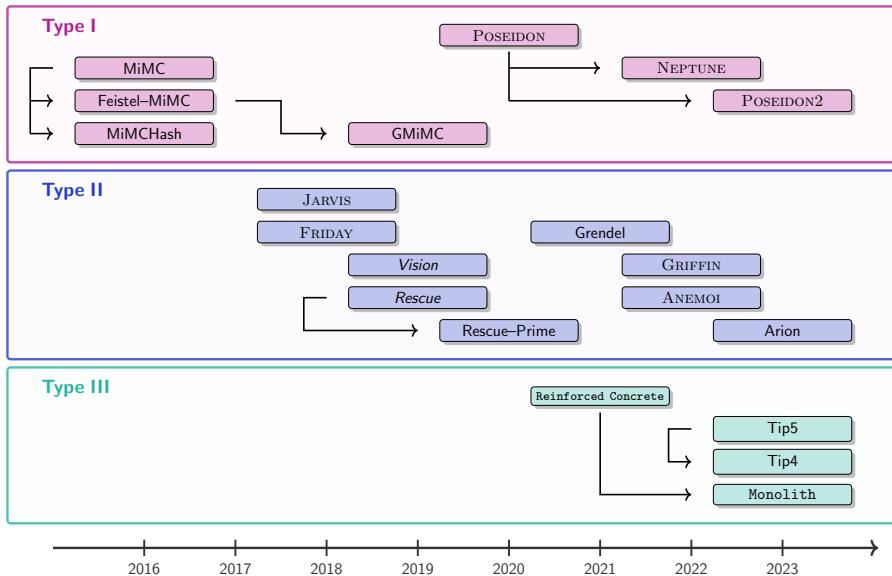 Type I
POSEIDON
MiMC
NEPTUNE
Feistel–MiMC
POSEIDON2
MiMCHash
GMiMC
Type II
JARVIS
FRIDAY
Grendel
Vision
GRIFFIN
Rescue
ANEMOI
Rescue–Prime
Arion
Type III
Reinforced Concrete
Tip5
Tip4
Monolith
2016 2017 2018 2019 2020 2021 2022 2023